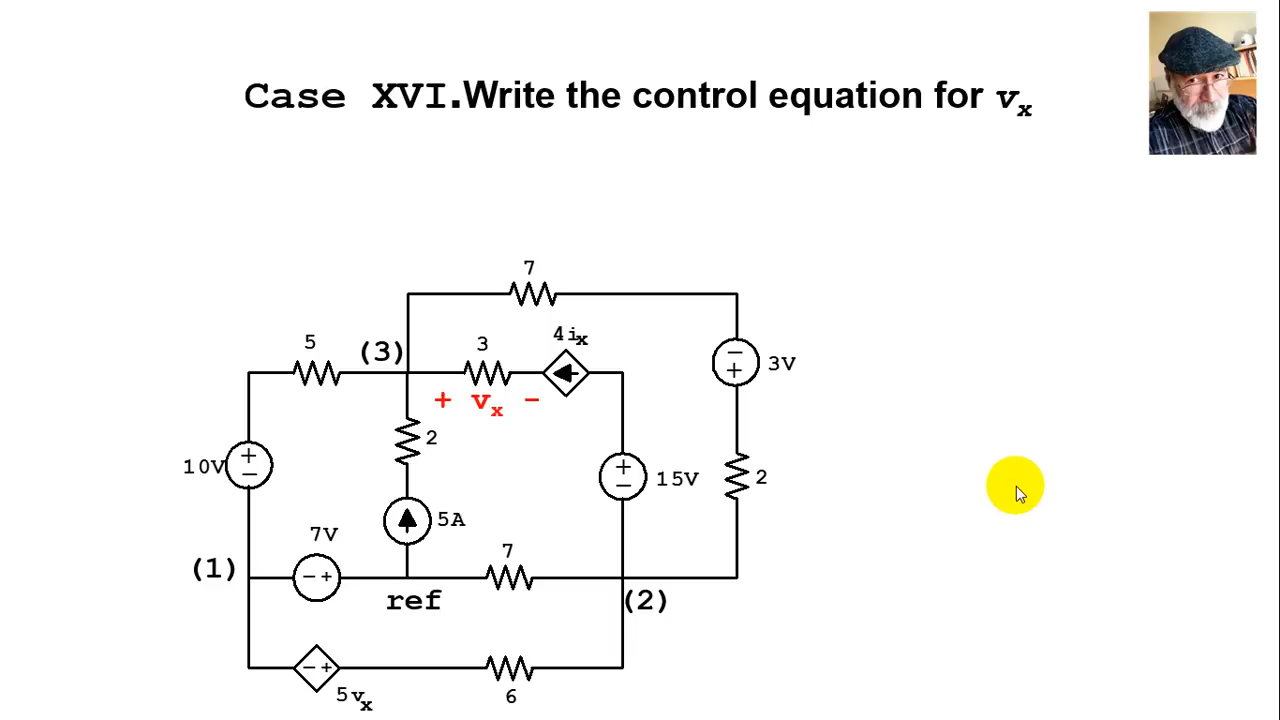 Case XVI.Write the control equation for vx
7
5
(3)
3
4ix
+ vx −
−
+
3V
2
10V
+
−
+
−
15V
2
7V
5A
7
(1)
− +
ref
(2)
− +
5vx
6